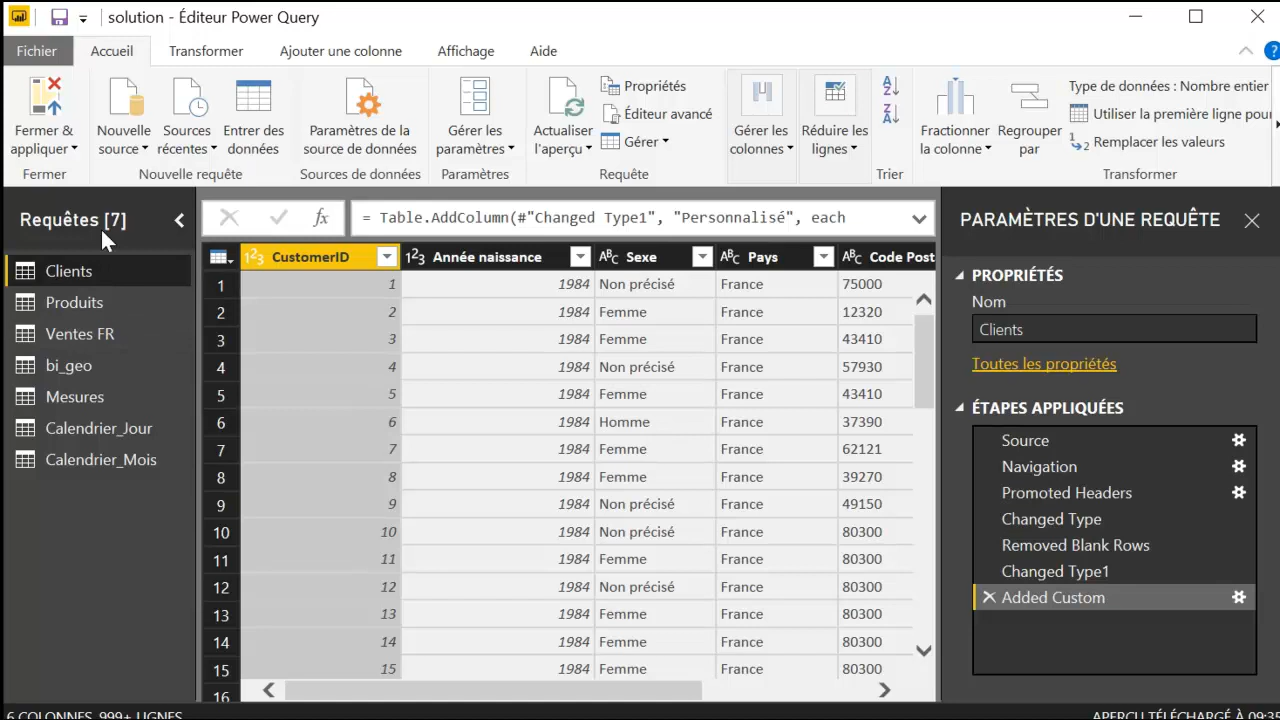 solution - Éditeur Power Query
Fichier Accueil Transformer Ajouter une colonne Affichage Aide
Fermer & appliquer
Nouvelle source
Sources récentes
Entrer des données
Paramètres de la source de données
Gérer les paramètres
Actualiser l'aperçu
Propriétés
Éditeur avancé
Gérer
Gérer les colonnes
Réduire les lignes
Fractionner la colonne
Regrouper par
Type de données : Nombre entier
Utiliser la première ligne pour
Remplacer les valeurs
Fermer Nouvelle requête Sources de données Paramètres Requête Trier Transformer
Requêtes [7]
Clients
Produits
Ventes FR
bi_geo
Mesures
Calendrier_Jour
Calendrier_Mois
fx = Table.AddColumn(#"Changed Type1", "Personnalisé", each
CustomerID Année naissance Sexe Pays Code Post
1 1 1984 Non précisé France 75000
2 2 1984 Femme France 12320
3 3 1984 Femme France 43410
4 4 1984 Non précisé France 57930
5 5 1984 Femme France 43410
6 6 1984 Homme France 37390
7 7 1984 Femme France 62121
8 8 1984 Femme France 39270
9 9 1984 Non précisé France 49150
10 10 1984 Non précisé France 80300
11 11 1984 Femme France 80300
12 12 1984 Non précisé France 80300
13 13 1984 Femme France 80300
14 14 1984 Femme France 80300
15 15 1984 Femme France 80300
16
PARAMÈTRES D'UNE REQUÊTE
PROPRIÉTÉS
Nom
Clients
Toutes les propriétés
ÉTAPES APPLIQUÉES
Source
Navigation
Promoted Headers
Changed Type
Removed Blank Rows
Changed Type1
Added Custom
6 COLONNES, 999+ LIGNES
APERÇU TÉLÉCHARGÉ À 09:35